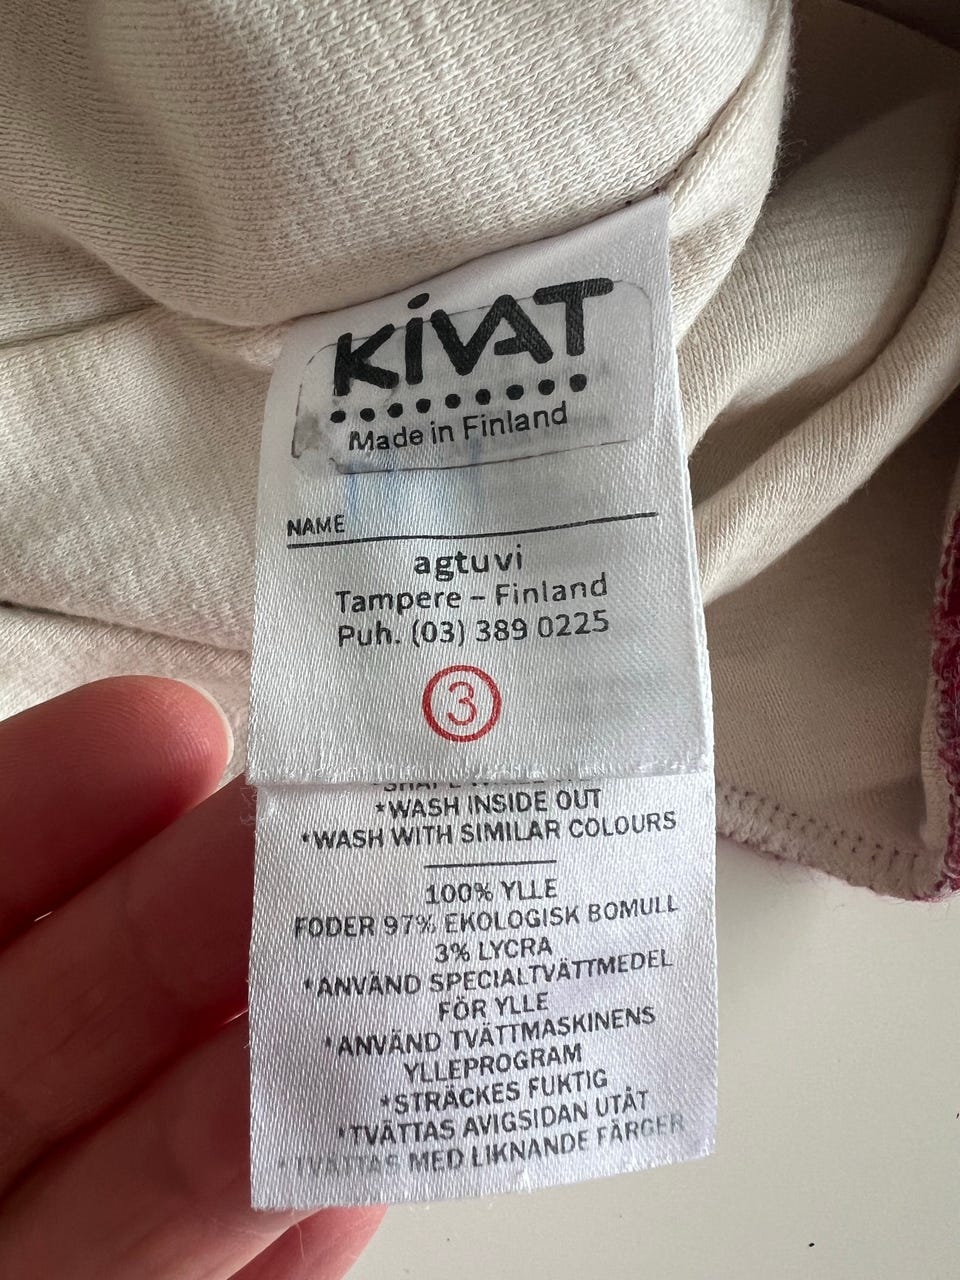 KiVAT
Made in Finland
NAME
agtuvi
Tampere – Finland
Puh. (03) 389 0225
3
*WASH INSIDE OUT
*WASH WITH SIMILAR COLOURS
100% YLLE
FODER 97% EKOLOGISK BOMULL
3% LYCRA
*ANVÄND SPECIALTVÄTTMEDEL
FÖR YLLE
*ANVÄND TVÄTTMASKINENS
YLLEPROGRAM
*STRÄCKES FUKTIG
*TVÄTTAS AVIGSIDAN UTÅT
*TVÄTTAS MED LIKNANDE FÄRGER